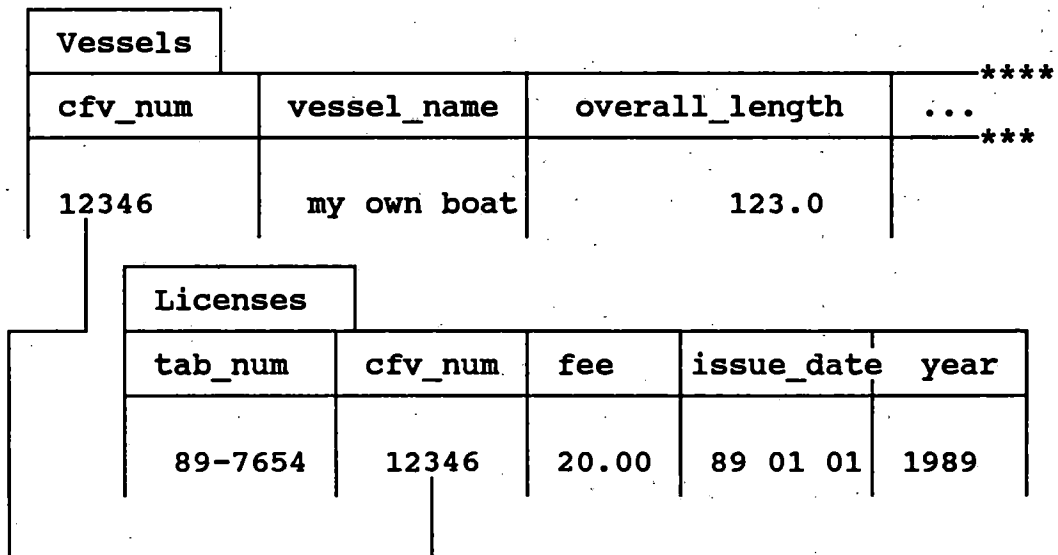 Vessels
****
cfv_num vessel_name overall_length ...
***
12346 my own boat 123.0
Licenses
tab_num cfv_num fee issue_date year
89-7654 12346 20.00 89 01 01 1989